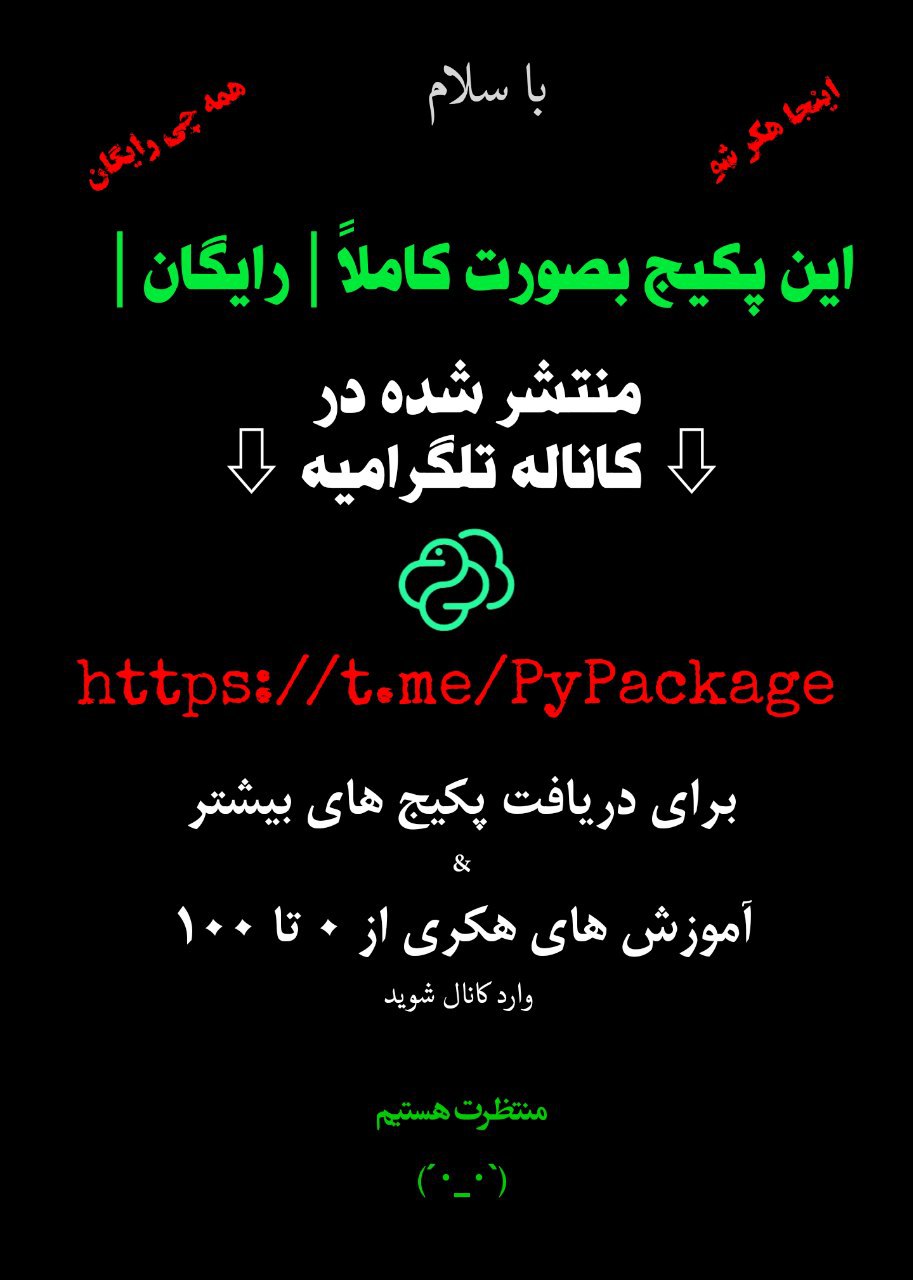 با سلام
اینجا هکر شو
همه چی رایگان
این پکیج بصورت کاملاً | رایگان |
منتشر شده در
⇩ کاناله تلگرامیه ⇩
https://t.me/PyPackage
برای دریافت پکیج های بیشتر
&
آموزش های هکری از ۰ تا ۱۰۰
وارد کانال شوید
منتظرت هستیم
(´･_･`)